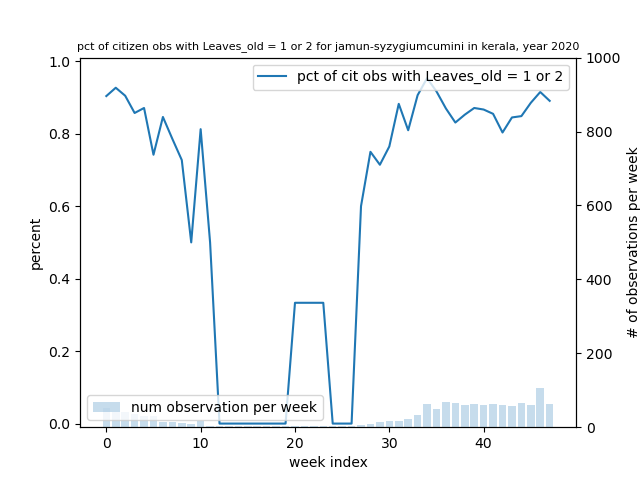 pct of citizen obs with Leaves_old = 1 or 2 for jamun-syzygiumcumini in kerala, year 2020
pct of cit obs with Leaves_old = 1 or 2
1.0
0.8
0.6
0.4
0.2
0.0
percent
1000
800
600
400
200
0
# of observations per week
num observation per week
0 10 20 30 40
week index